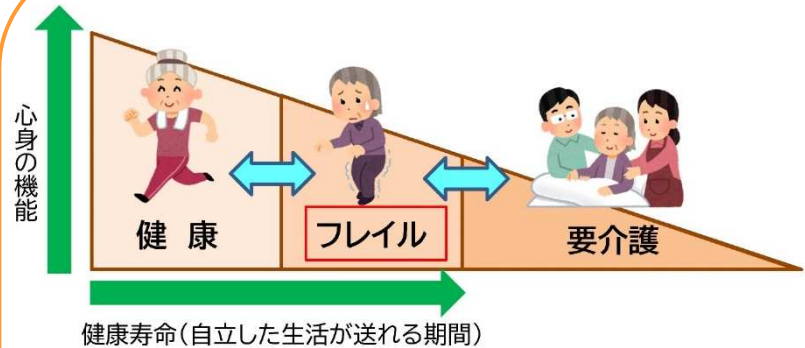 心身の機能
健康
フレイル
要介護
健康寿命(自立した生活が送れる期間)